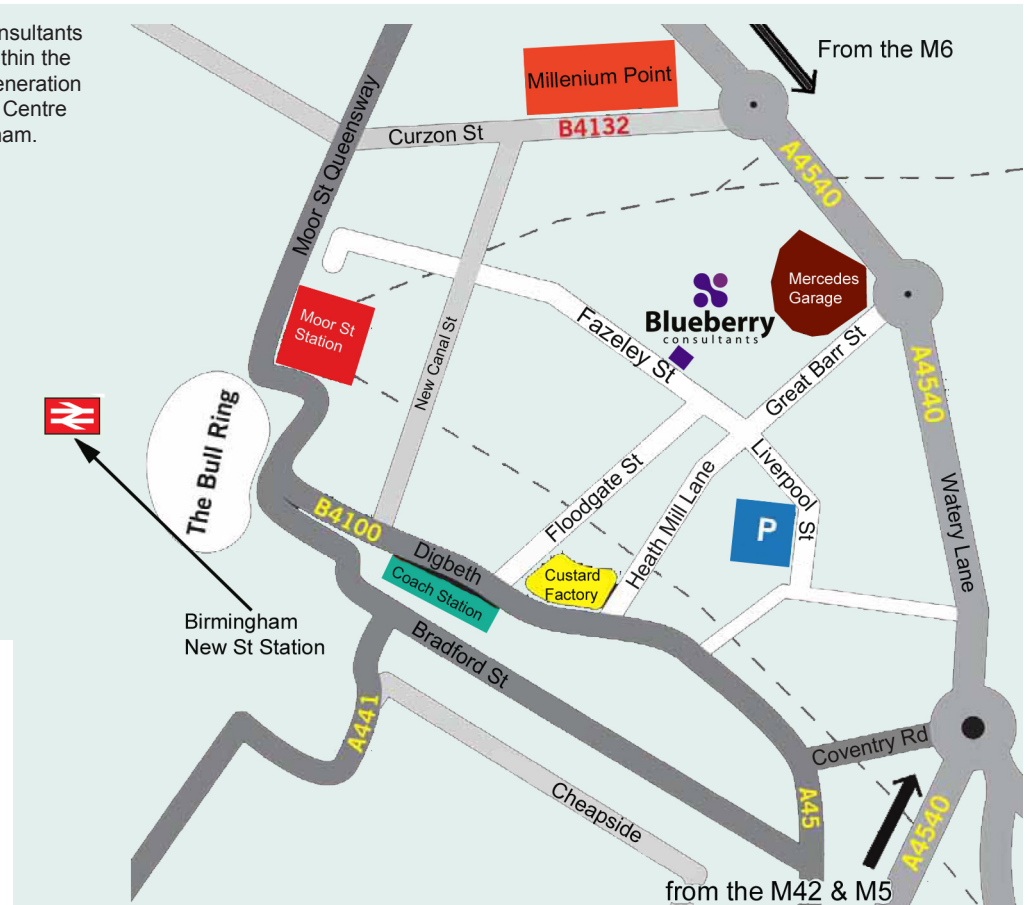 nsultants
thin the
eneration
Centre
am.
From the M6
Millenium Point
Curzon St
B4132
Moor St Queensway
A4540
Mercedes
Garage
Blueberry
consultants
Moor St
Station
Fazeley St
New Canal St
Great Barr St
A4540
The Bull Ring
Liverpool
St
Floodgate St
Heath Mill Lane
Watery Lane
B4100
Digbeth
P
Coach Station
Custard
Factory
Birmingham
New St Station
Bradford St
A441
Coventry Rd
Cheapside
A45
A4540
from the M42 & M5